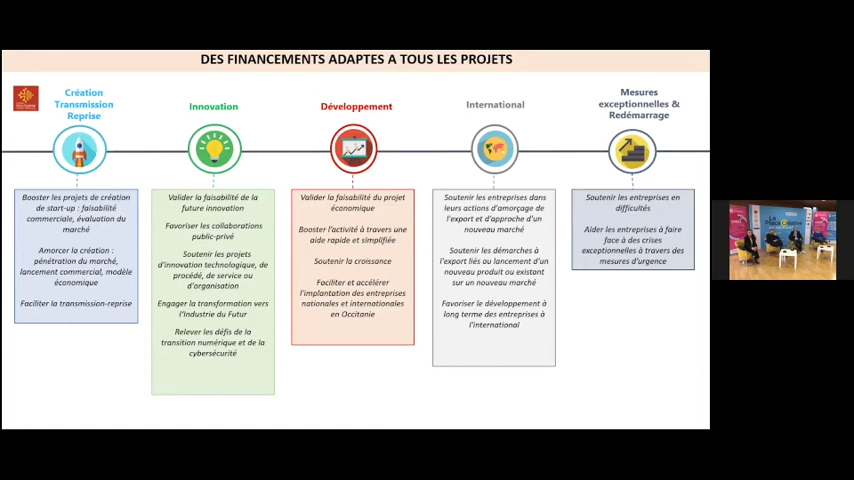 DES FINANCEMENTS ADAPTES A TOUS LES PROJETS
Création
Transmission
Reprise
Innovation
Développement
International
Mesures
exceptionnelles &
Redémarrage
Booster les projets de création
de start-up : faisabilité
commerciale, évaluation du
marché
Amorcer la création :
pénétration du marché,
lancement commercial, modèle
économique
Faciliter la transmission-reprise
Valider la faisabilité de la
future innovation
Favoriser les collaborations
public-privé
Soutenir les projets
d'innovation technologique, de
procédé, de service ou
d'organisation
Engager la transformation vers
l'Industrie du Futur
Relever les défis de la
transition numérique et de la
cybersécurité
Valider la faisabilité du projet
économique
Booster l'activité à travers une
aide rapide et simplifiée
Soutenir la croissance
Faciliter et accélérer
l'implantation des entreprises
nationales et internationales
en Occitanie
Soutenir les entreprises dans
leurs actions d'amorçage de
l'export et d'approche d'un
nouveau marché
Soutenir les démarches à
l'export liés au lancement d'un
nouveau produit ou existant
sur un nouveau marché
Favoriser le développement à
long terme des entreprises à
l'international
Soutenir les entreprises en
difficultés
Aider les entreprises à faire
face à des crises
exceptionnelles à travers des
mesures d'urgence